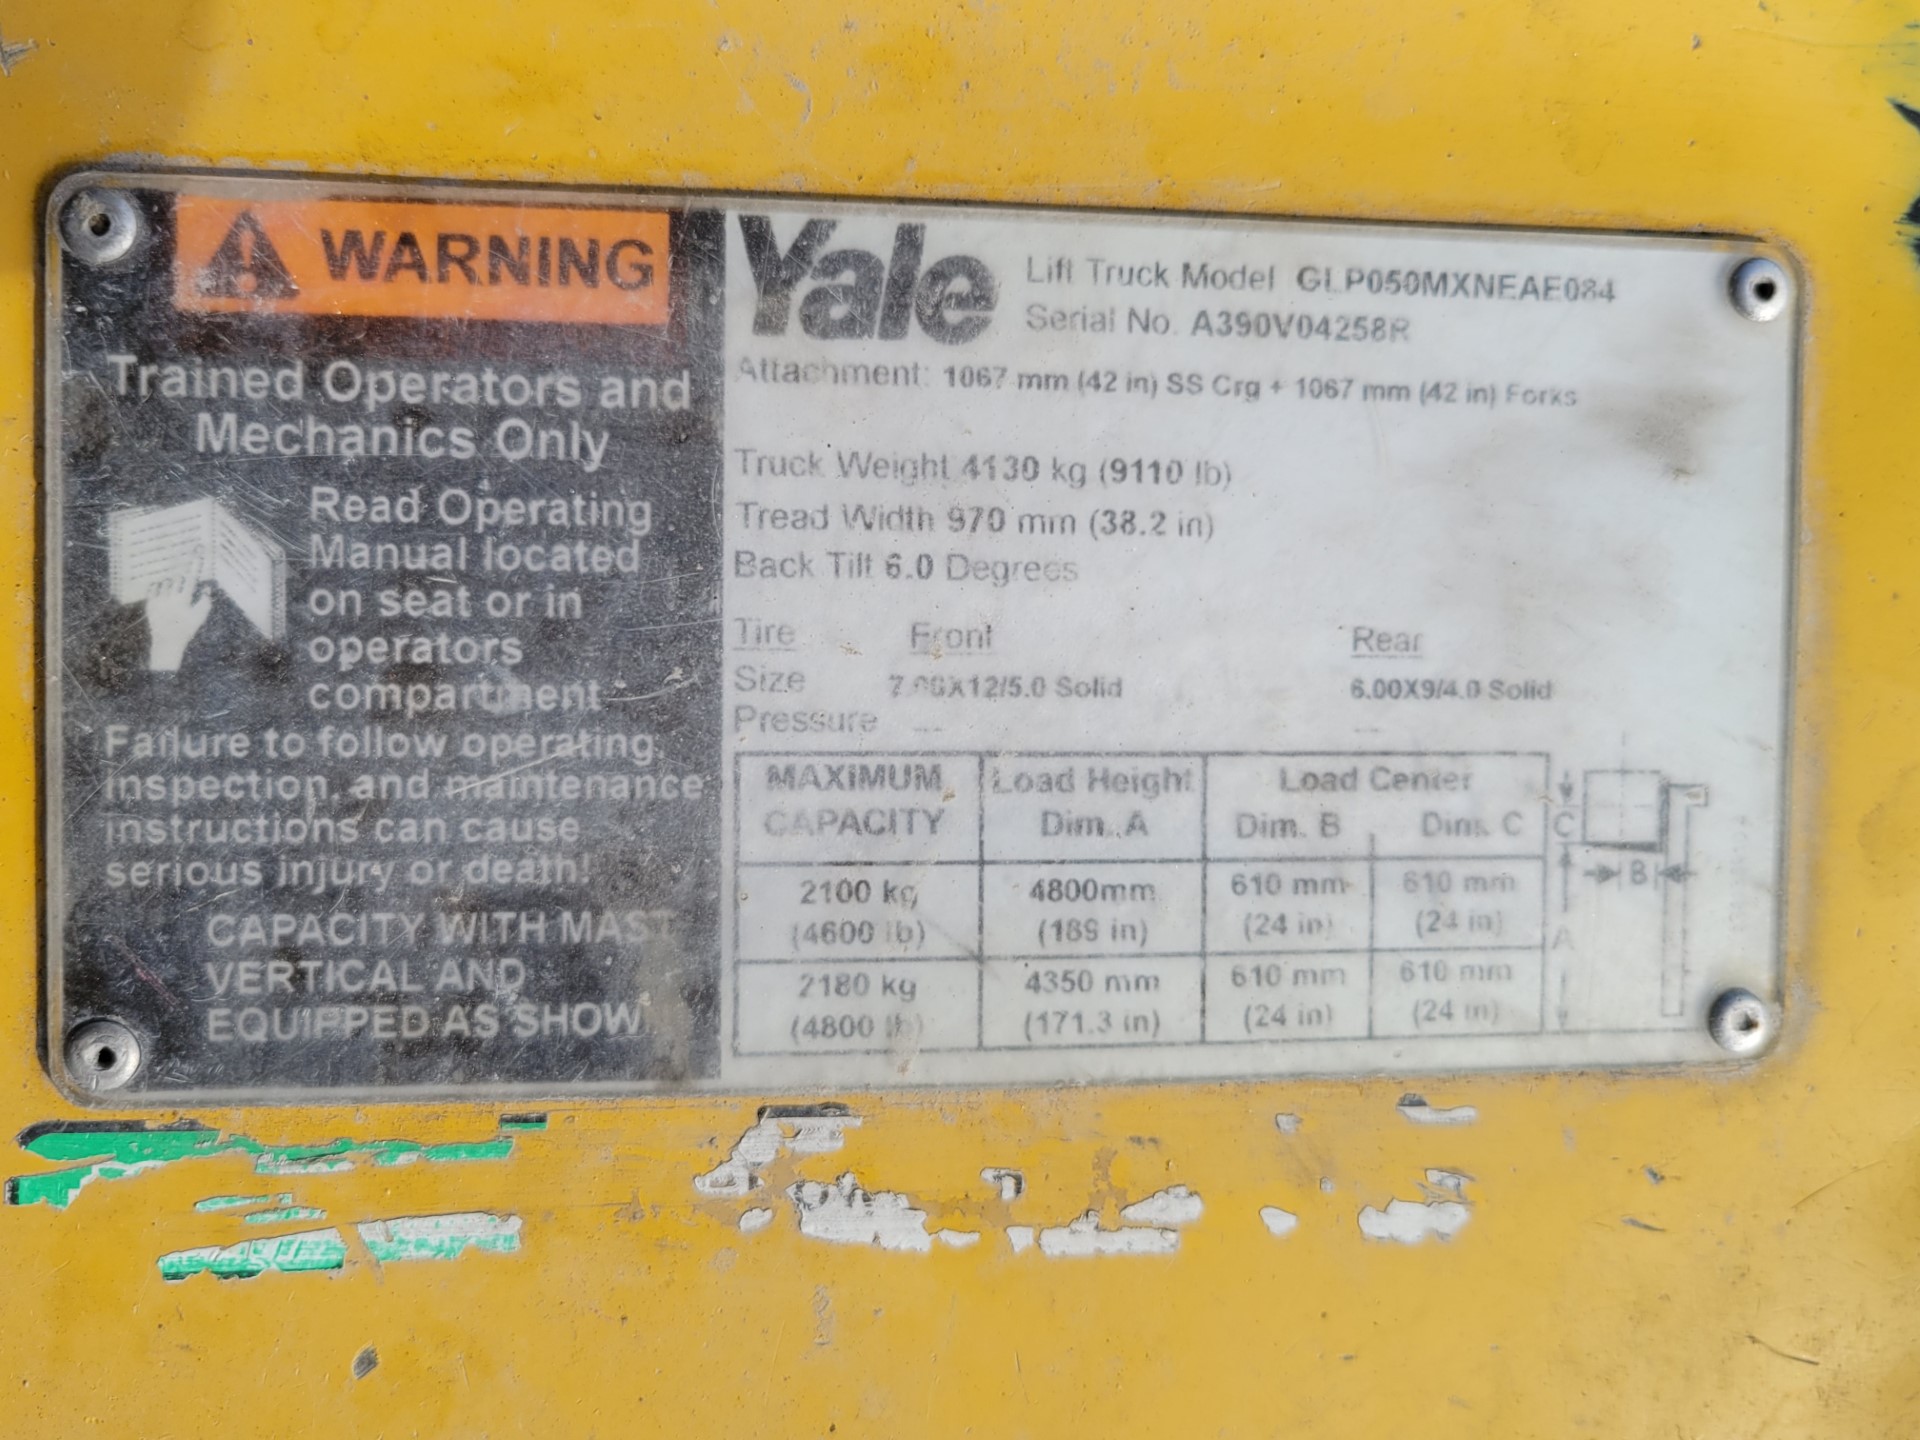 WARNING
Trained Operators and
Mechanics Only
Read Operating
Manual located
on seat or in
operators
compartment
Failure to follow operating,
inspection, and maintenance
instructions can cause
serious injury or death!
CAPACITY WITH MAST
VERTICAL AND
EQUIPPED AS SHOW
Yale
Lift Truck Model GLP050MXNEAE084
Serial No. A390V04258R
Attachment: 1067 mm (42 in) SS Crg + 1067 mm (42 in) Forks
Truck Weight 4130 kg (9110 lb)
Tread Width 970 mm (38.2 in)
Back Tilt 6.0 Degrees
Tire Front Rear
Size 7.00X12/5.0 Solid 6.00X9/4.0 Solid
Pressure -- --
MAXIMUM Load Height Load Center
CAPACITY Dim. A Dim. B Dim. C
2100 kg 4800mm 610 mm 610 mm
(4600 lb) (189 in) (24 in) (24 in)
2180 kg 4350 mm 610 mm 610 mm
(4800 lb) (171.3 in) (24 in) (24 in)
C
B
A